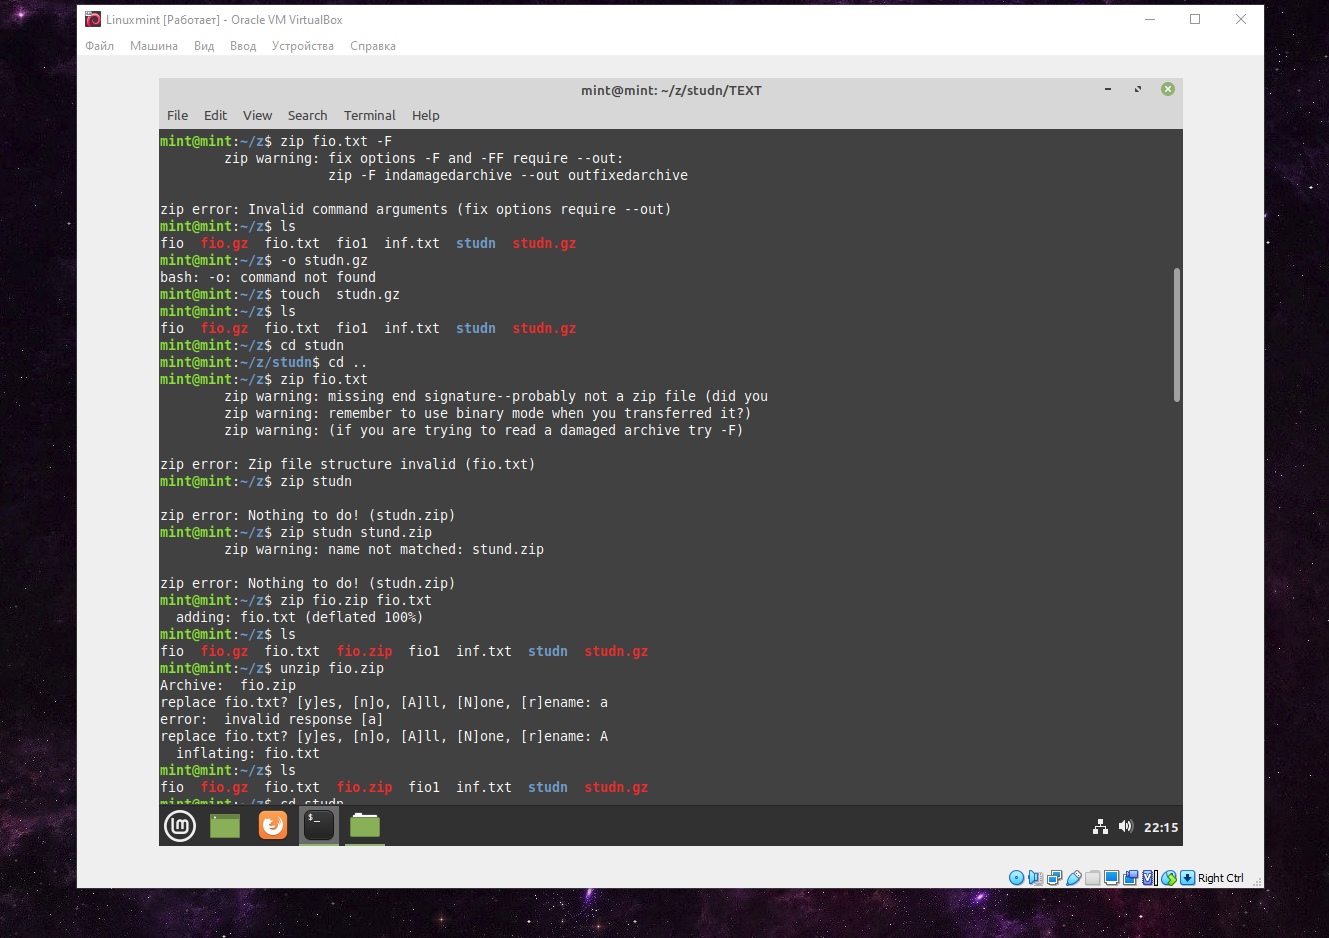 Linuxmint [Работает] - Oracle VM VirtualBox
Файл Машина Вид Ввод Устройства Справка
mint@mint: ~/z/studn/TEXT
File Edit View Search Terminal Help
mint@mint:~/z$ zip fio.txt -F
zip warning: fix options -F and -FF require --out:
zip -F indamagedarchive --out outfixedarchive
zip error: Invalid command arguments (fix options require --out)
mint@mint:~/z$ ls
fio fio.gz fio.txt fio1 inf.txt studn studn.gz
mint@mint:~/z$ -o studn.gz
bash: -o: command not found
mint@mint:~/z$ touch  studn.gz
mint@mint:~/z$ ls
fio fio.gz fio.txt fio1 inf.txt studn studn.gz
mint@mint:~/z$ cd studn
mint@mint:~/z/studn$ cd ..
mint@mint:~/z$ zip fio.txt
zip warning: missing end signature--probably not a zip file (did you
zip warning: remember to use binary mode when you transferred it?)
zip warning: (if you are trying to read a damaged archive try -F)
zip error: Zip file structure invalid (fio.txt)
mint@mint:~/z$ zip studn
zip error: Nothing to do! (studn.zip)
mint@mint:~/z$ zip studn stund.zip
zip warning: name not matched: stund.zip
zip error: Nothing to do! (studn.zip)
mint@mint:~/z$ zip fio.zip fio.txt
adding: fio.txt (deflated 100%)
mint@mint:~/z$ ls
fio fio.gz fio.txt fio.zip fio1 inf.txt studn studn.gz
mint@mint:~/z$ unzip fio.zip
Archive:  fio.zip
replace fio.txt? [y]es, [n]o, [A]ll, [N]one, [r]ename: a
error:  invalid response [a]
replace fio.txt? [y]es, [n]o, [A]ll, [N]one, [r]ename: A
inflating: fio.txt
mint@mint:~/z$ ls
fio fio.gz fio.txt fio.zip fio1 inf.txt studn studn.gz
mint@mint:~/z$ cd studn
22:15
Right Ctrl